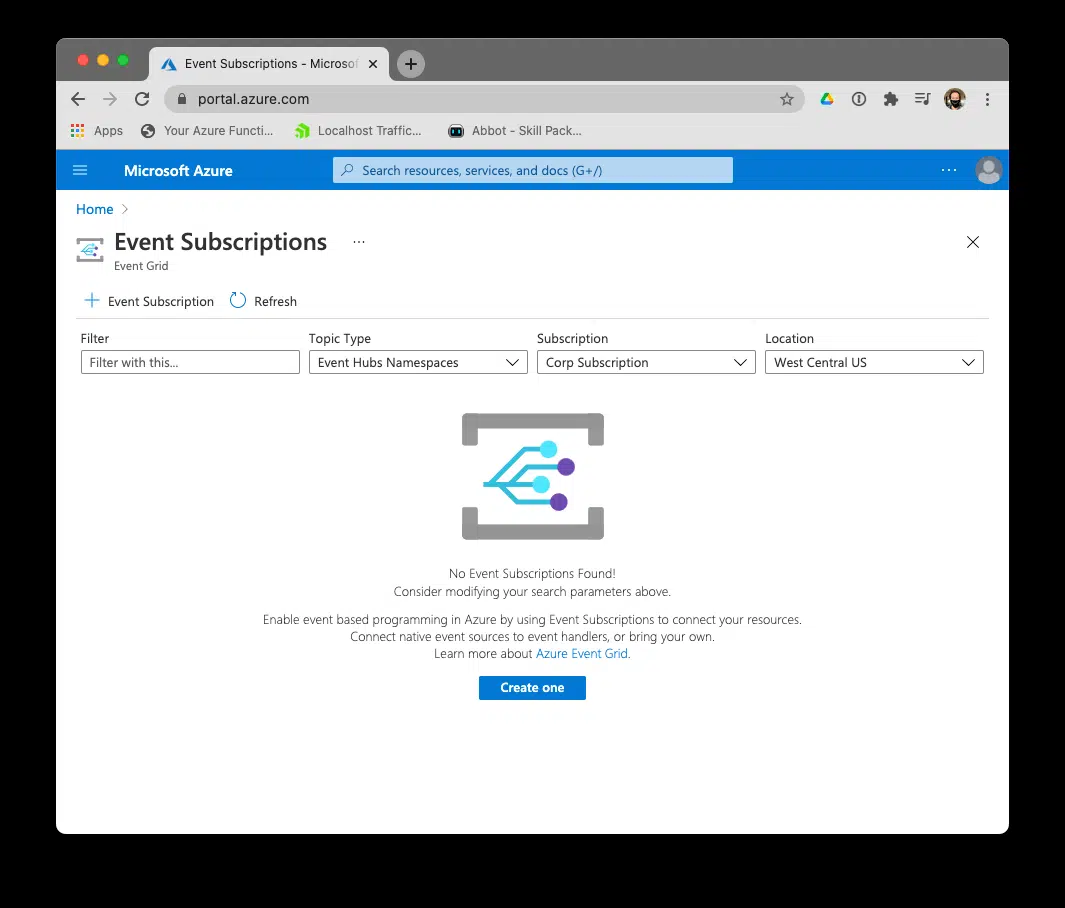 Event Subscriptions - Microsof
portal.azure.com
Apps Your Azure Functi... Localhost Traffic... Abbot - Skill Pack...
Microsoft Azure Search resources, services, and docs (G+/) ...
Home >
Event Subscriptions ...
Event Grid
+ Event Subscription Refresh
Filter Topic Type Subscription Location
Filter with this... Event Hubs Namespaces Corp Subscription West Central US
No Event Subscriptions Found!
Consider modifying your search parameters above.
Enable event based programming in Azure by using Event Subscriptions to connect your resources.
Connect native event sources to event handlers, or bring your own.
Learn more about Azure Event Grid.
Create one